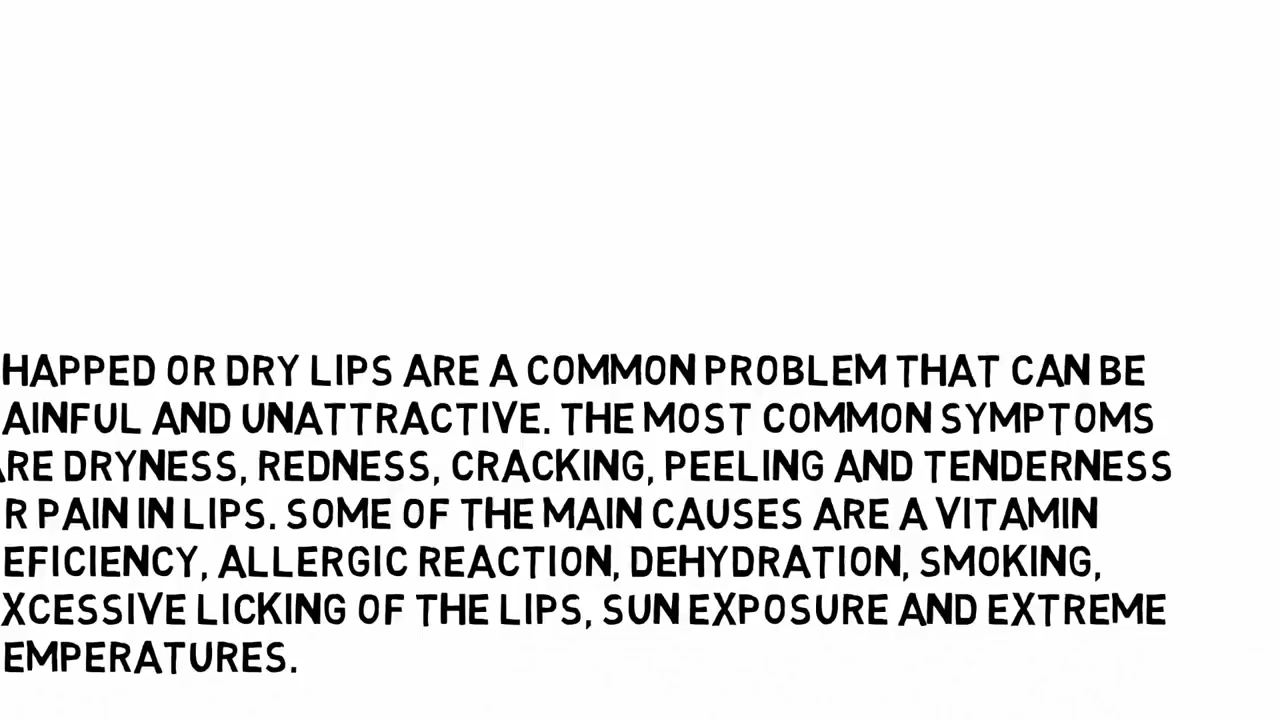 HAPPED OR DRY LIPS ARE A COMMON PROBLEM THAT CAN BE
AINFUL AND UNATTRACTIVE. THE MOST COMMON SYMPTOMS
RE DRYNESS, REDNESS, CRACKING, PEELING AND TENDERNESS
R PAIN IN LIPS. SOME OF THE MAIN CAUSES ARE A VITAMIN
EFICIENCY, ALLERGIC REACTION, DEHYDRATION, SMOKING,
XCESSIVE LICKING OF THE LIPS, SUN EXPOSURE AND EXTREME
EMPERATURES.